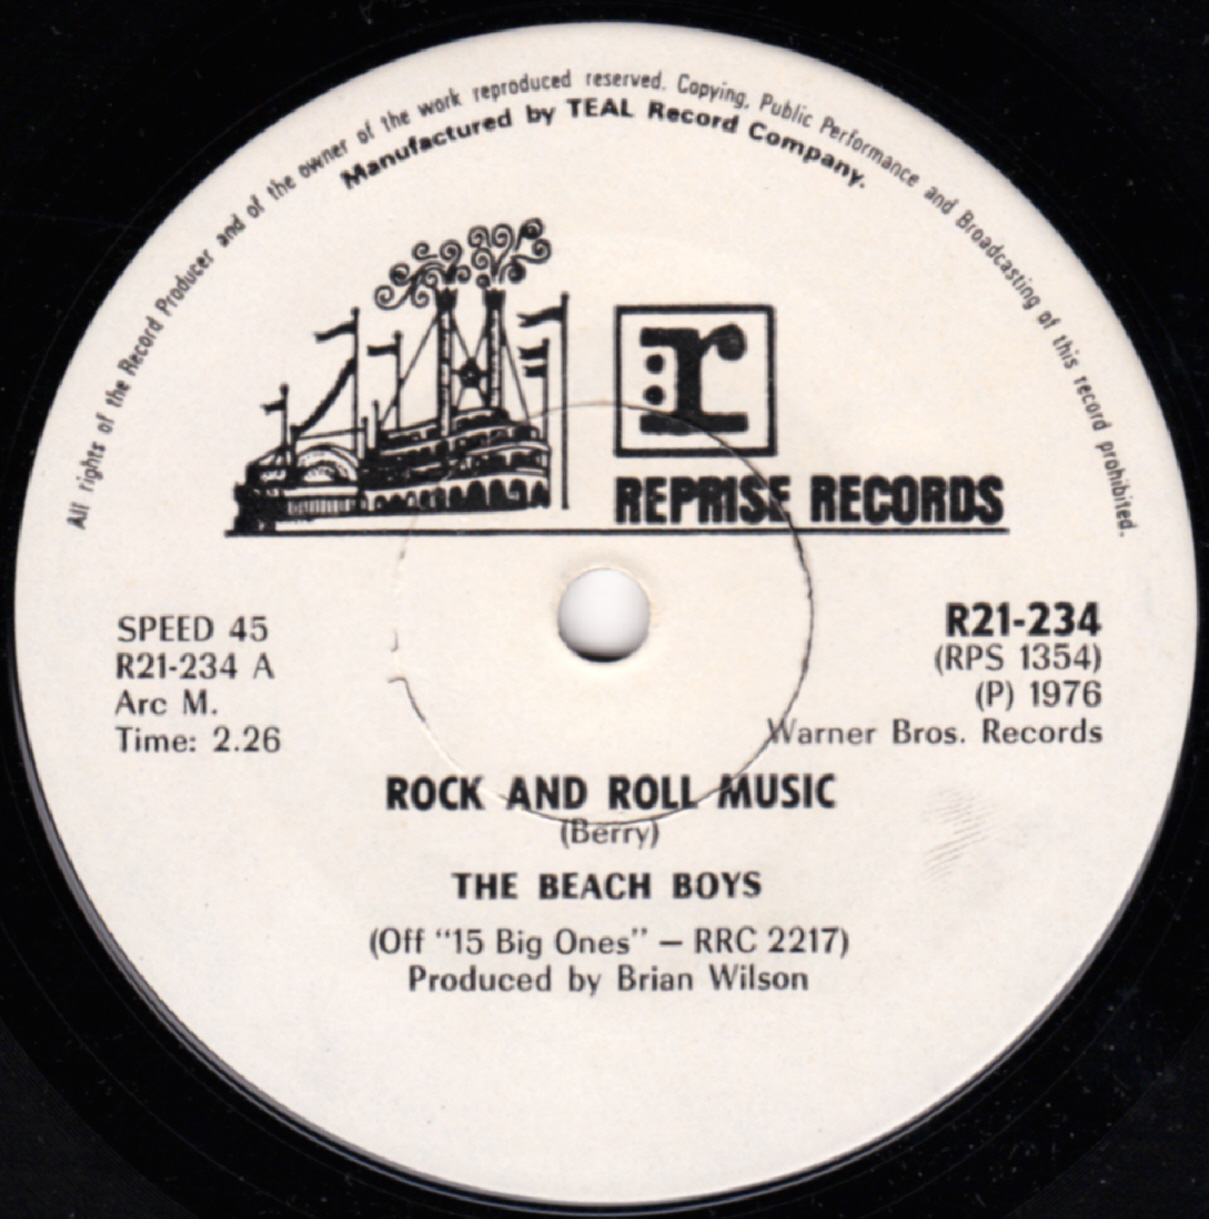 All rights of the Record Producer and of the owner of the work reproduced reserved. Copying, Public Performance and Broadcasting of this record prohibited.
Manufactured by TEAL Record Company.
r
REPRISE RECORDS
SPEED 45
R21-234 A
Arc M.
Time: 2.26
R21-234
(RPS 1354)
(P) 1976
Warner Bros. Records
ROCK AND ROLL MUSIC
(Berry)
THE BEACH BOYS
(Off "15 Big Ones" — RRC 2217)
Produced by Brian Wilson